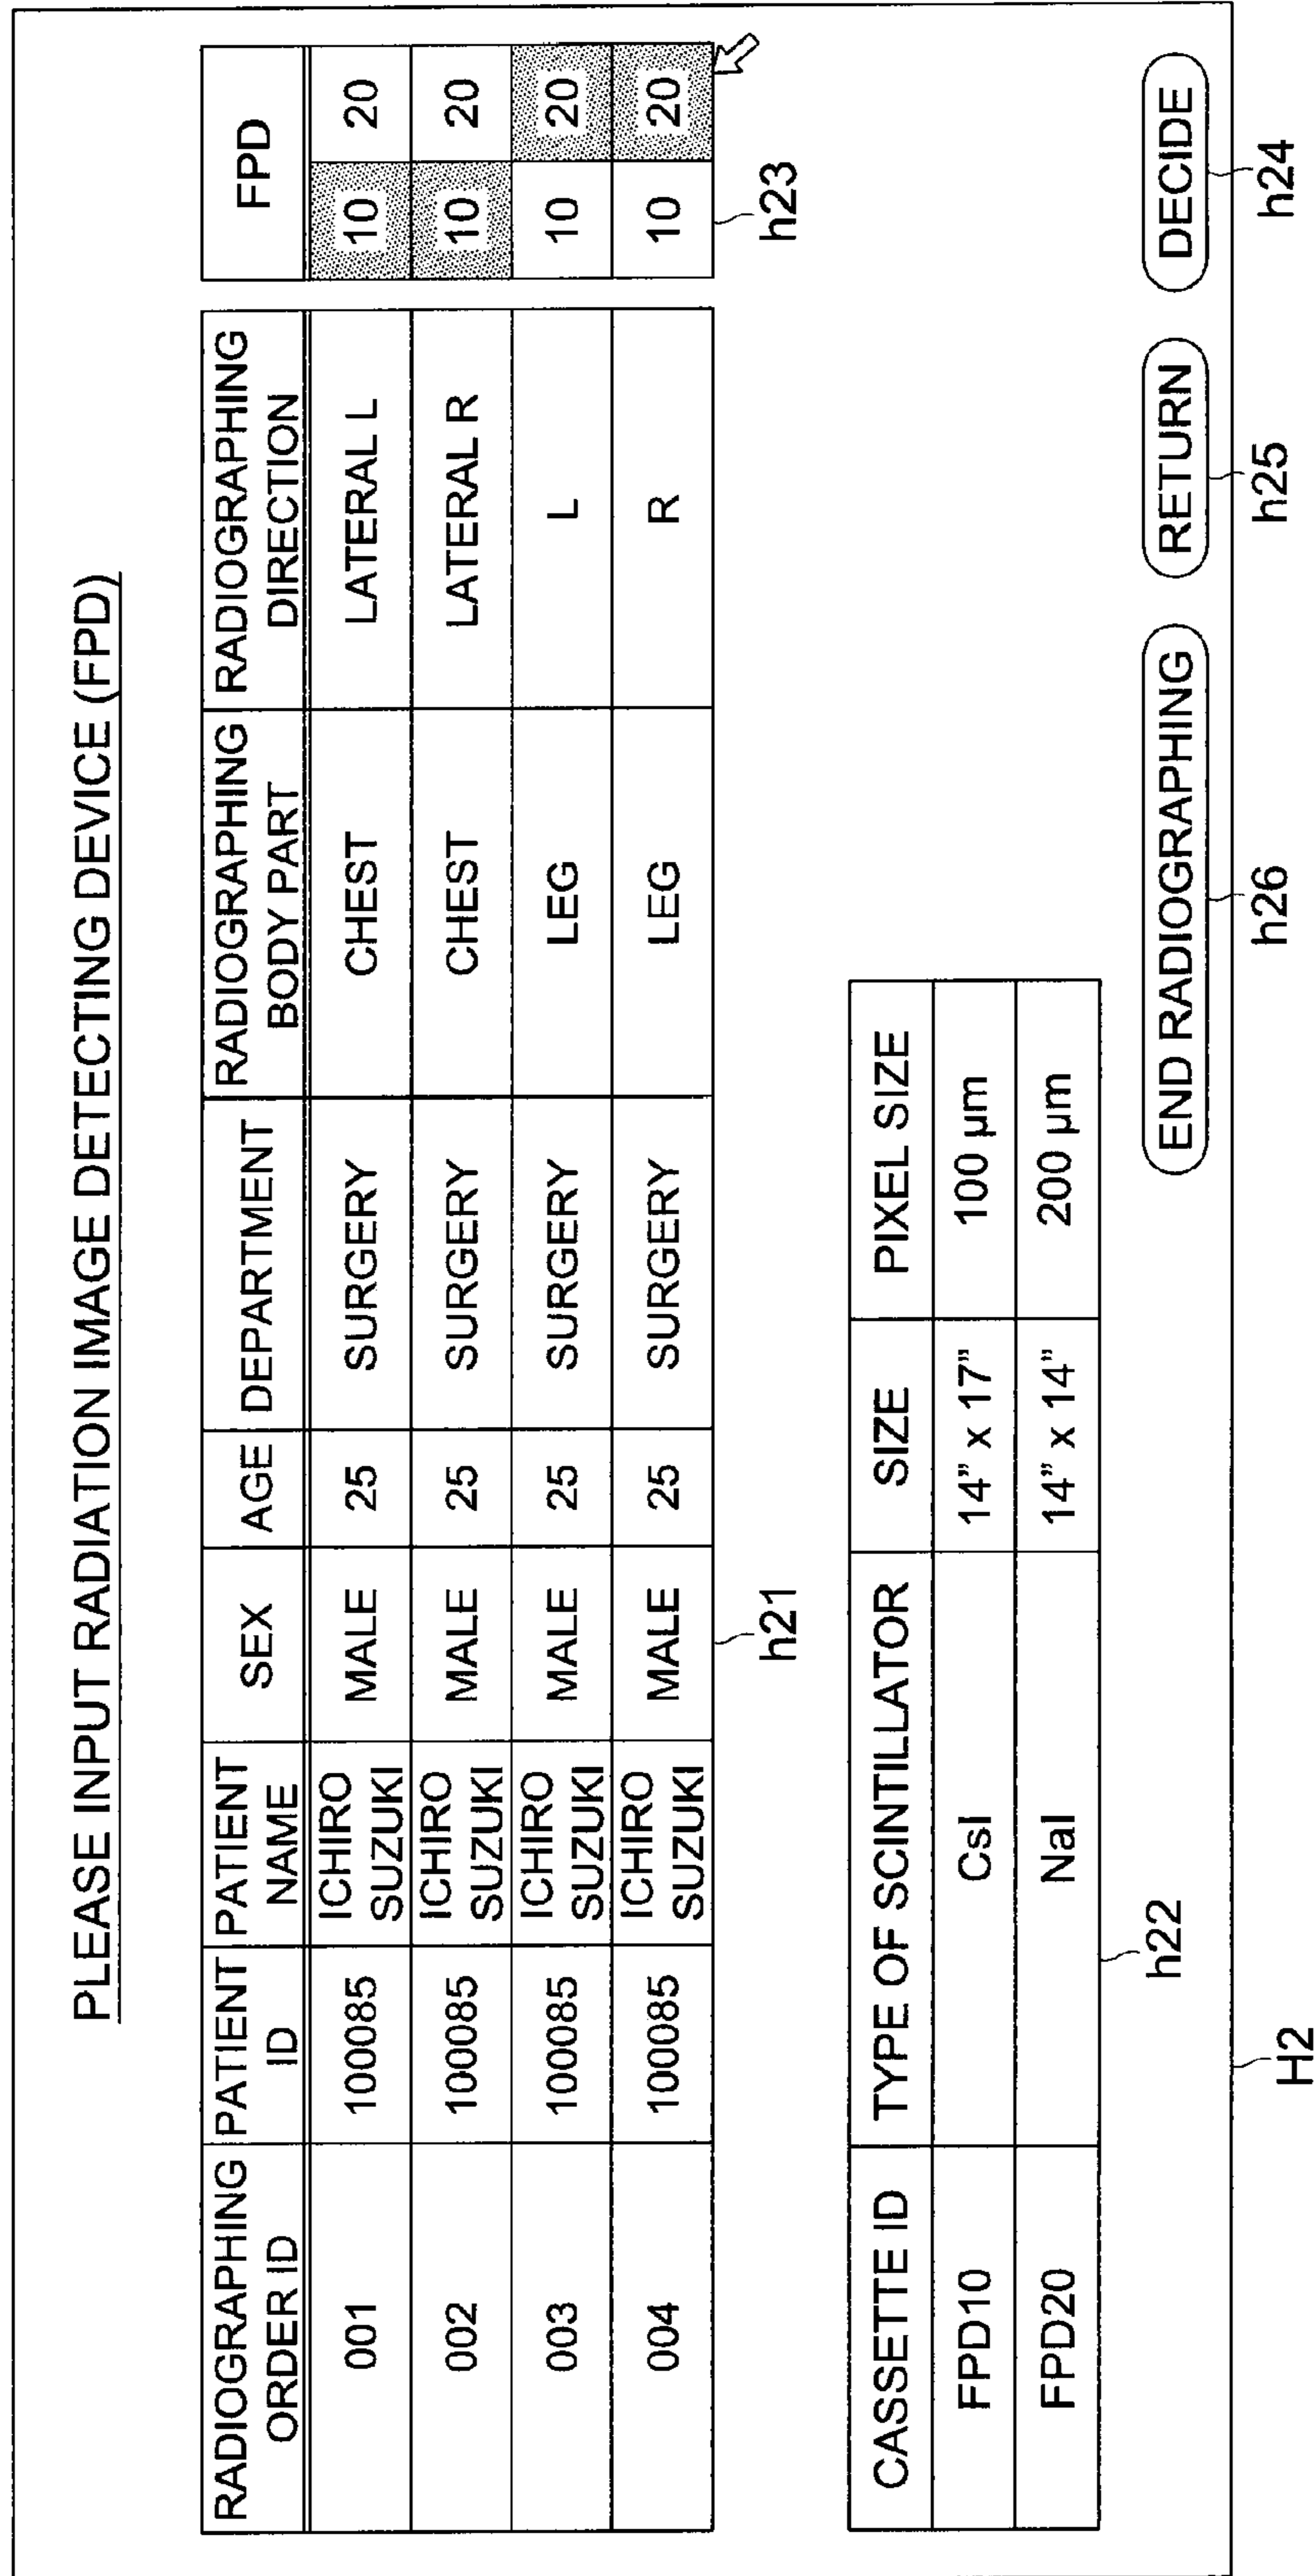 PLEASE INPUT RADIATION IMAGE DETECTING DEVICE (FPD)
RADIOGRAPHING ORDER ID PATIENT ID PATIENT NAME SEX AGE DEPARTMENT RADIOGRAPHING BODY PART RADIOGRAPHING DIRECTION FPD
001 100085 ICHIRO SUZUKI MALE 25 SURGERY CHEST LATERAL L 10 20
002 100085 ICHIRO SUZUKI MALE 25 SURGERY CHEST LATERAL R 10 20
003 100085 ICHIRO SUZUKI MALE 25 SURGERY LEG L 10 20
004 100085 ICHIRO SUZUKI MALE 25 SURGERY LEG R 10 20
h21 h23
CASSETTE ID TYPE OF SCINTILLATOR SIZE PIXEL SIZE
FPD10 CsI 14” x 17” 100 µm
FPD20 NaI 14” x 14” 200 µm
h22
END RADIOGRAPHING RETURN DECIDE
h26 h25 h24
H2